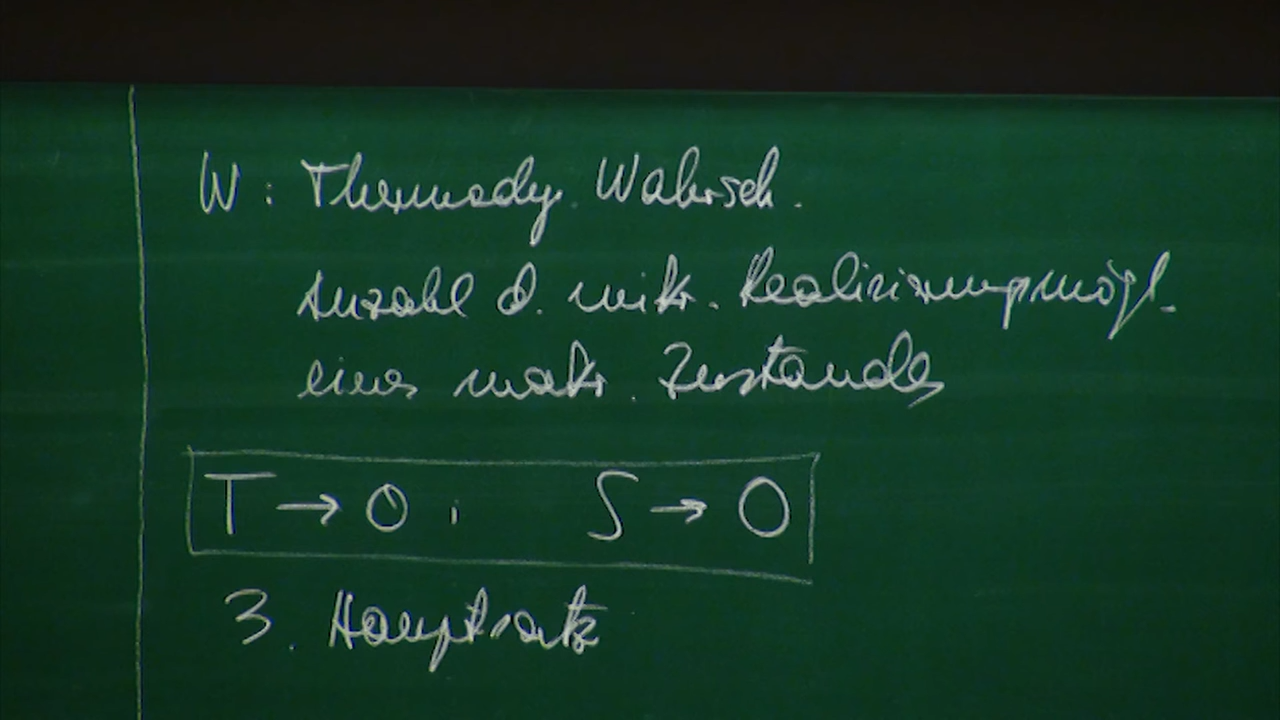 W: Thermody. Wahrsch.
Anzahl d. mikr. Realisierungsmögl.
eines makr. Zustandes
T → 0, S → 0
3. Hauptsatz